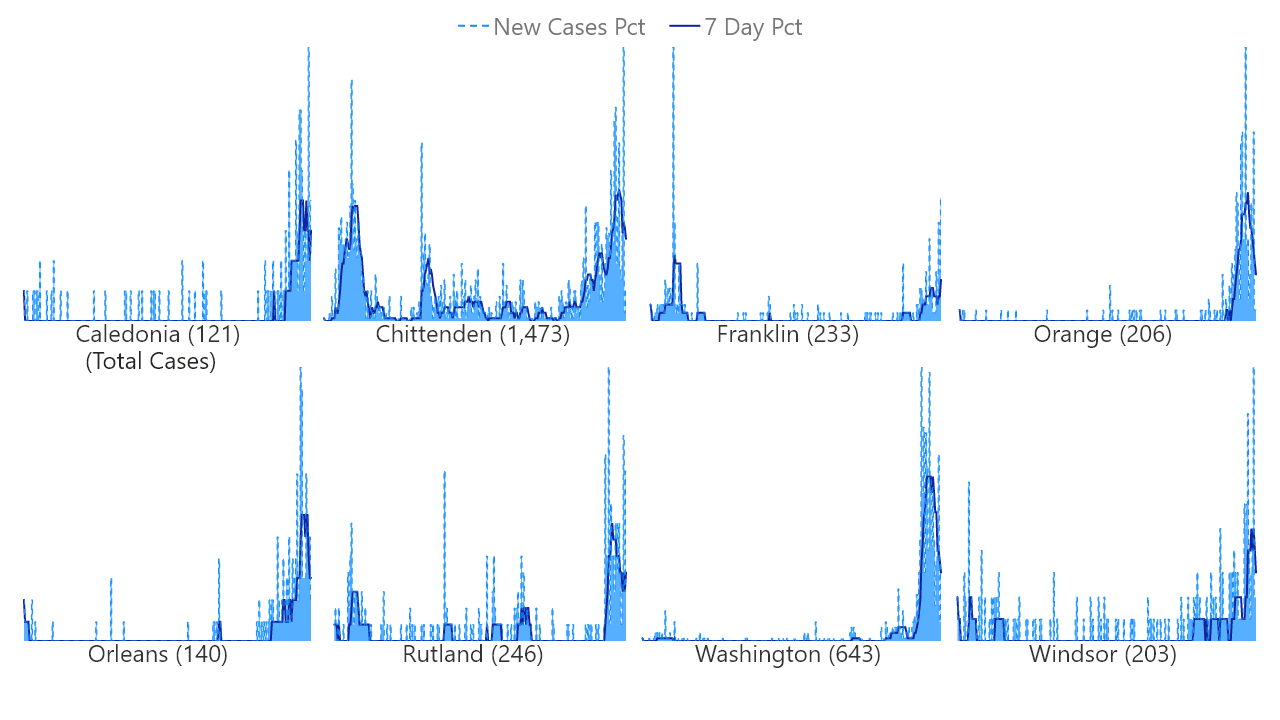 New Cases Pct 7 Day Pct
Caledonia (121) Chittenden (1,473) Franklin (233) Orange (206)
(Total Cases)
Orleans (140) Rutland (246) Washington (643) Windsor (203)